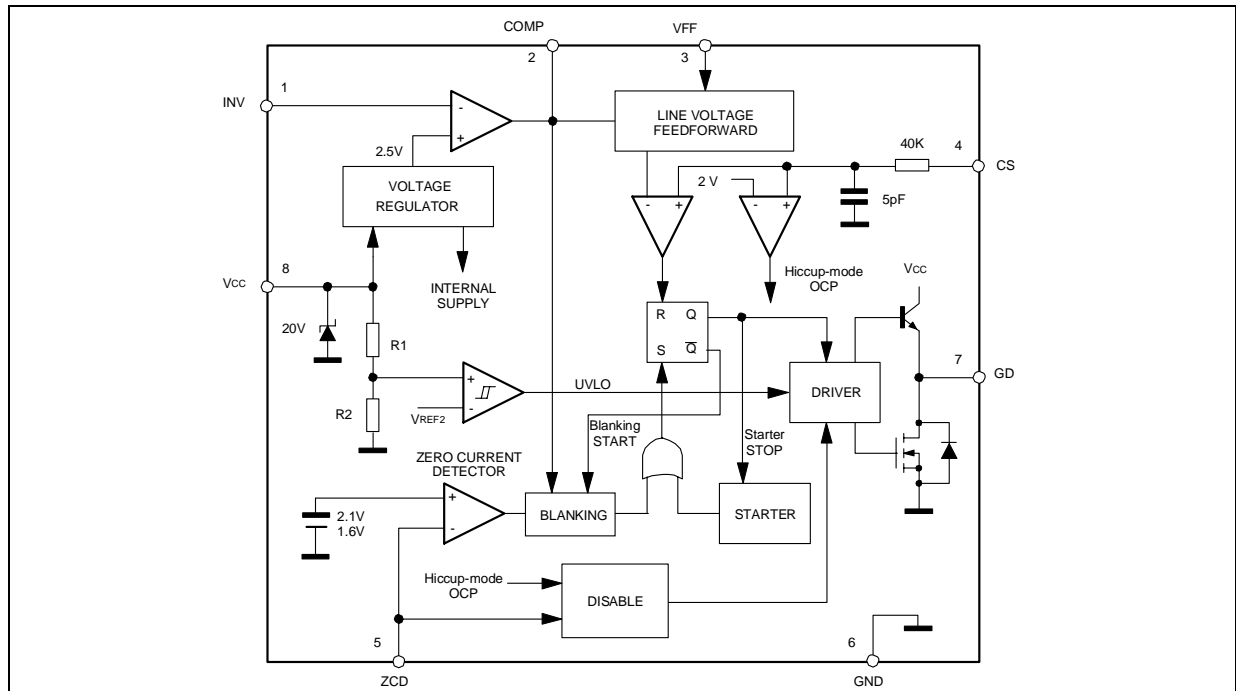 COMP
VFF
2
3
1
INV
-
+
LINE VOLTAGE
FEEDFORWARD
2.5V
40K
4
CS
VOLTAGE
REGULATOR
2 V
-
+
-
+
5pF
8
VCC
INTERNAL
SUPPLY
Hiccup-mode
OCP
VCC
20V
R1
R
Q
S
Q̅
7
GD
+
-
UVLO
DRIVER
R2
VREF2
Blanking
START
Starter
STOP
ZERO CURRENT
DETECTOR
+
-
2.1V
1.6V
BLANKING
STARTER
Hiccup-mode
OCP
DISABLE
5
6
ZCD
GND